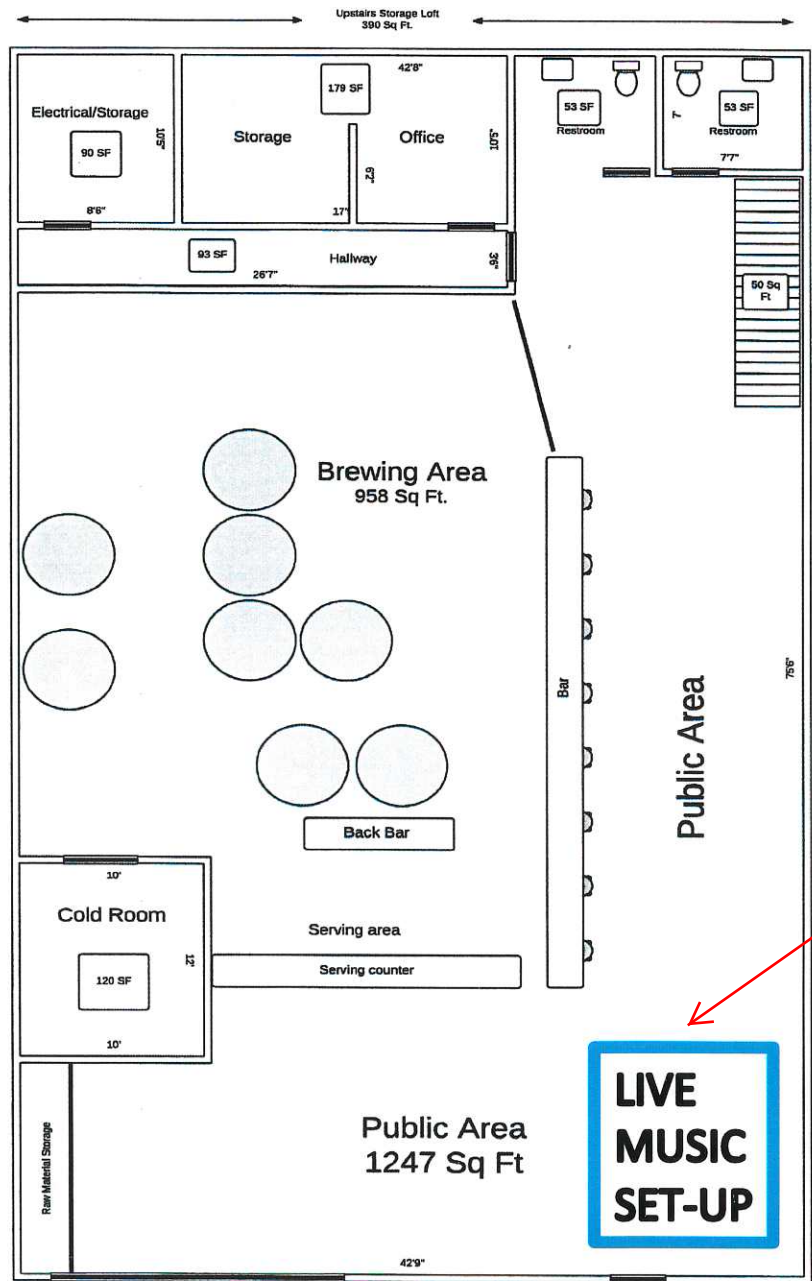 Upstairs Storage Loft
390 Sq Ft.
42'8"
Electrical/Storage
90 SF
10'5"
8'6"
Storage
179 SF
Office
10'5"
6'2"
17'
53 SF
Restroom
53 SF
Restroom
7'
7'7"
93 SF
Hallway
26'7"
3'6"
50 Sq
Ft
Brewing Area
958 Sq Ft.
Bar
Public Area
75'6"
Back Bar
10'
Cold Room
120 SF
12'
10'
Serving area
Serving counter
Raw Material Storage
Public Area
1247 Sq Ft
LIVE
MUSIC
SET-UP
42'9"